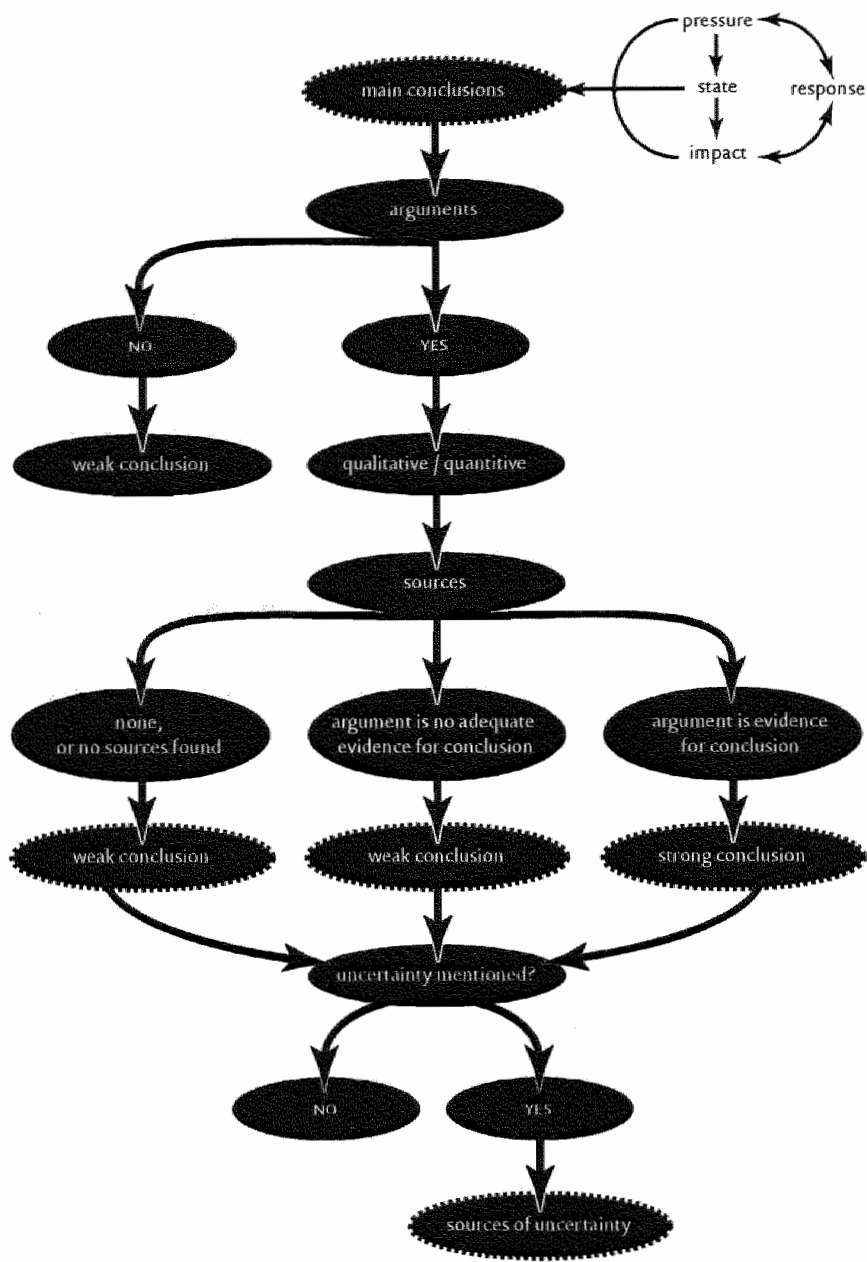 pressure
main conclusions
state
response
impact
arguments
NO
YES
weak conclusion
qualitative / quantitive
sources
none,
or no sources found
argument is no adequate
evidence for conclusion
argument is evidence
for conclusion
weak conclusion
weak conclusion
strong conclusion
uncertainty mentioned?
NO
YES
sources of uncertainty